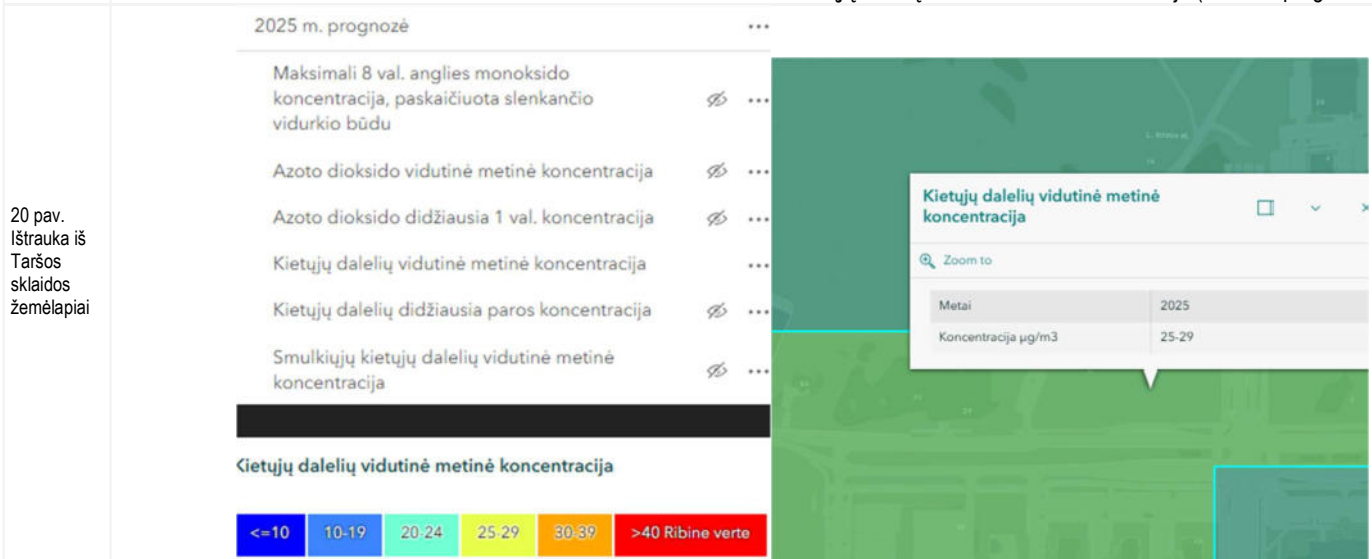 20 pav.
Ištrauka iš
Taršos
sklaidos
žemėlapiai
2025 m. prognozė
Maksimali 8 val. anglies monoksido
koncentracija, paskaičiuota slenkančio
vidurkio būdu
Azoto dioksido vidutinė metinė koncentracija
Azoto dioksido didžiausia 1 val. koncentracija
Kietųjų dalelių vidutinė metinė koncentracija
Kietųjų dalelių didžiausia paros koncentracija
Smulkiųjų kietųjų dalelių vidutinė metinė
koncentracija
Kietųjų dalelių vidutinė metinė koncentracija
<=10 10-19 20-24 25-29 30-39 >40 Ribine verte
Kietųjų dalelių vidutinė metinė
koncentracija
Zoom to
Metai 2025
Koncentracija µg/m3 25-29